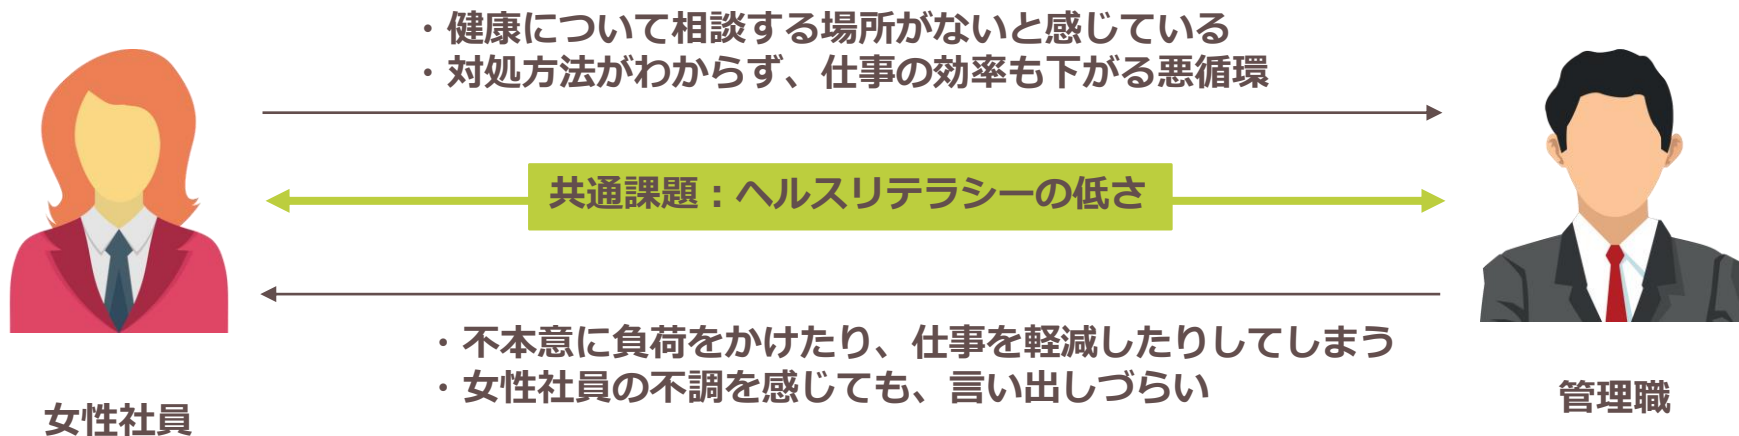 ・健康について相談する場所がないと感じている
・対処方法がわからず、仕事の効率も下がる悪循環
共通課題：ヘルスリテラシーの低さ
・不本意に負荷をかけたり、仕事を軽減したりしてしまう
・女性社員の不調を感じても、言い出しづらい
女性社員
管理職